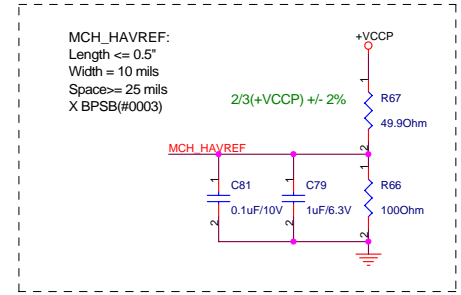 MCH_HAVREF:
Length <= 0.5"
Width = 10 mils
Space>= 25 mils
X BPSB(#0003)
+VCCP
2/3(+VCCP) +/- 2%
1
R67
49.9Ohm
2
MCH_HAVREF
1
C81
0.1uF/10V
2
1
C79
1uF/6.3V
2
1
R66
100Ohm
2